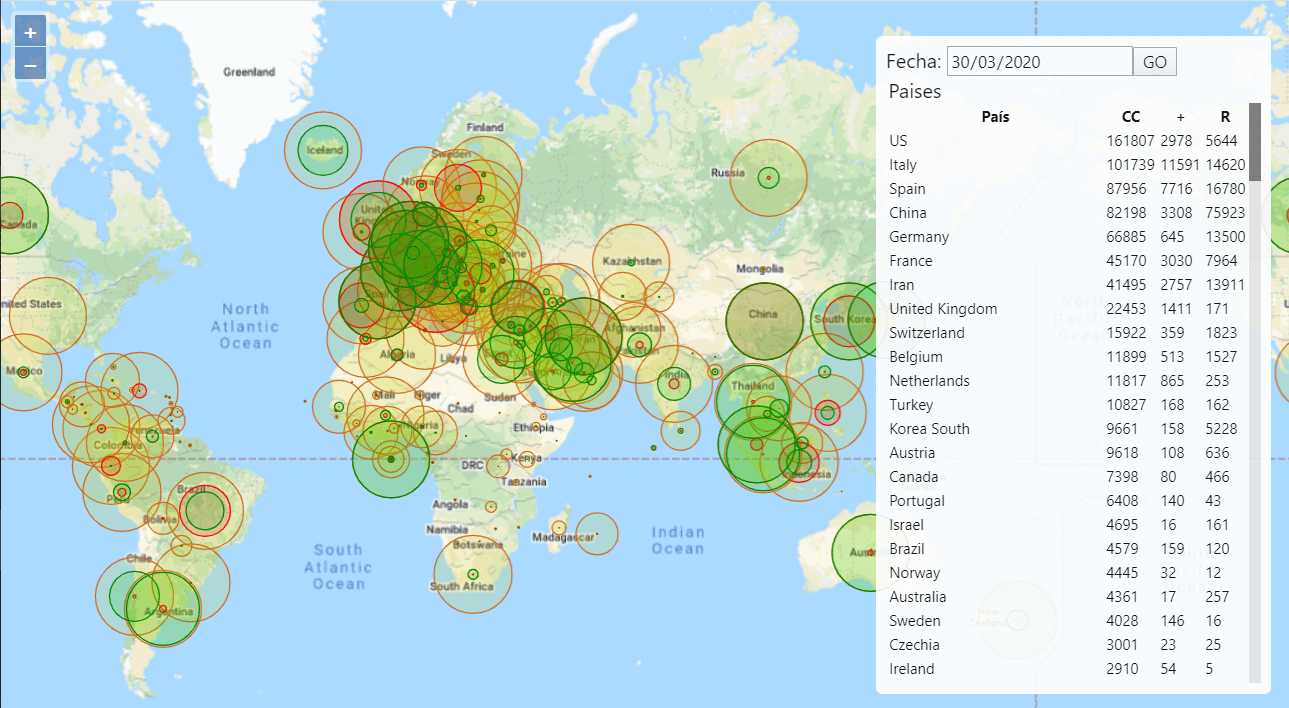 +
−
Greenland
Iceland
Finland
Sweden
Norway
Russia
United
Canada
Kazakhstan
Mongolia
nited States
North
Atlantic
Ocean
Spain
China
South Korea
Afghanistan
Pakistan
Algeria
Libya
Mexico
India
Thailand
Mali
Niger
Chad
Sudan
Nigeria
Ethiopia
Venezuela
Colombia
DRC
Kenya
Indonesia
Tanzania
Peru
Brazil
Angola
Bolivia
Namibia
Madagascar
Botswana
Indian
Ocean
South
Atlantic
Ocean
Chile
South Africa
Argentina
New
Zealand
Fecha: 30/03/2020 GO
Paises
País CC + R
US 161807 2978 5644
Italy 101739 11591 14620
Spain 87956 7716 16780
China 82198 3308 75923
Germany 66885 645 13500
France 45170 3030 7964
Iran 41495 2757 13911
United Kingdom 22453 1411 171
Switzerland 15922 359 1823
Belgium 11899 513 1527
Netherlands 11817 865 253
Turkey 10827 168 162
Korea South 9661 158 5228
Austria 9618 108 636
Canada 7398 80 466
Portugal 6408 140 43
Israel 4695 16 161
Brazil 4579 159 120
Norway 4445 32 12
Australia 4361 17 257
Sweden 4028 146 16
Czechia 3001 23 25
Ireland 2910 54 5